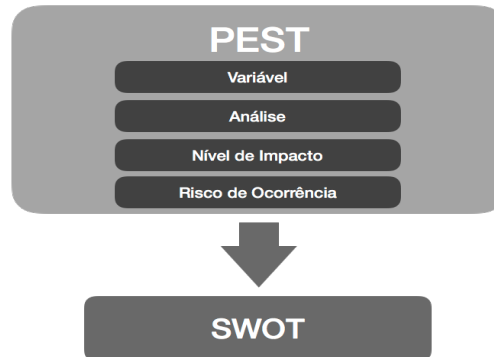 PEST
Variável
Análise
Nível de Impacto
Risco de Ocorrência
SWOT